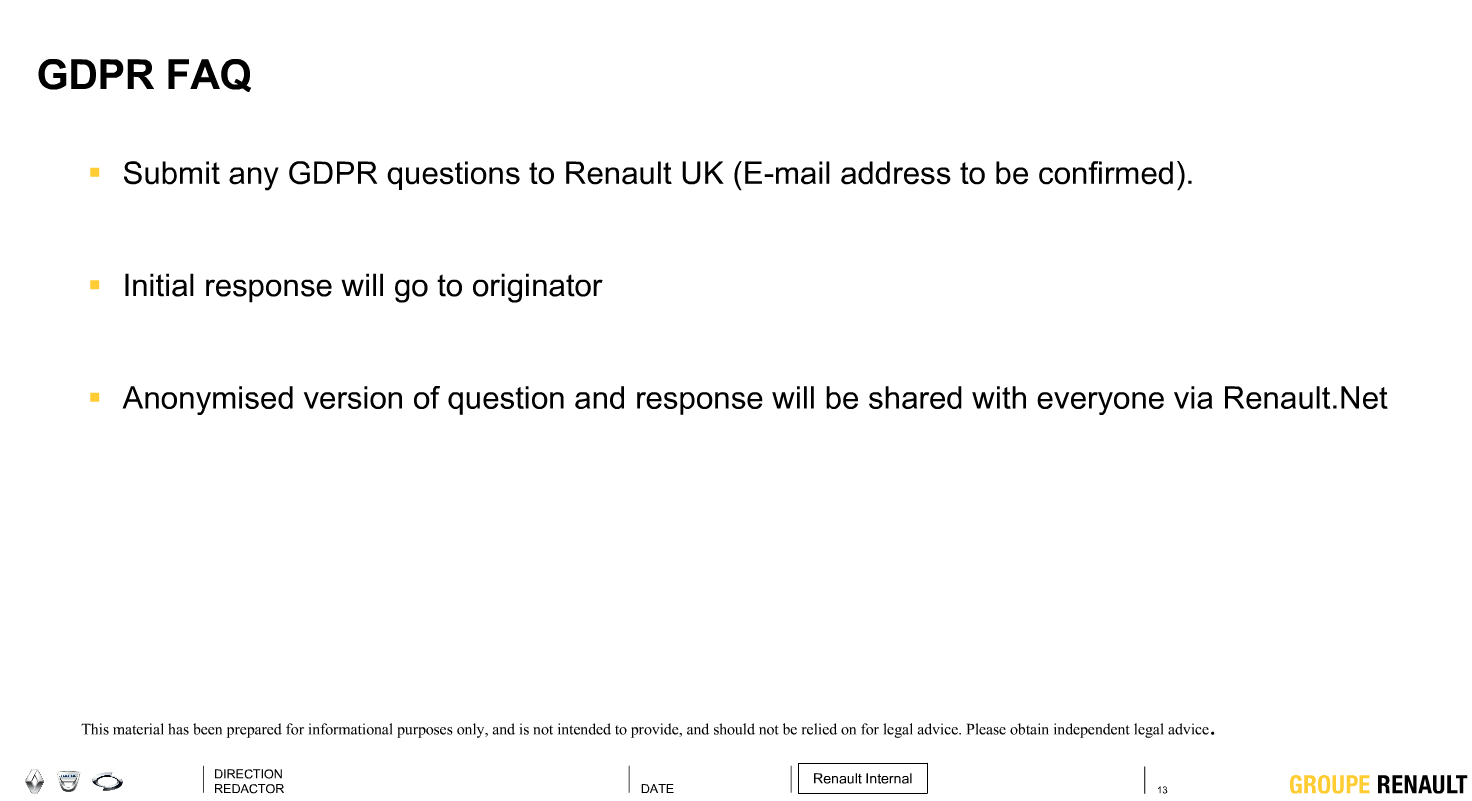 GDPR FAQ
Submit any GDPR questions to Renault UK (E-mail address to be confirmed).
Initial response will go to originator
Anonymised version of question and response will be shared with everyone via Renault.Net
This material has been prepared for informational purposes only, and is not intended to provide, and should not be relied on for legal advice. Please obtain independent legal advice.
DIRECTION
REDACTOR
DATE
Renault Internal
13
GROUPE RENAULT